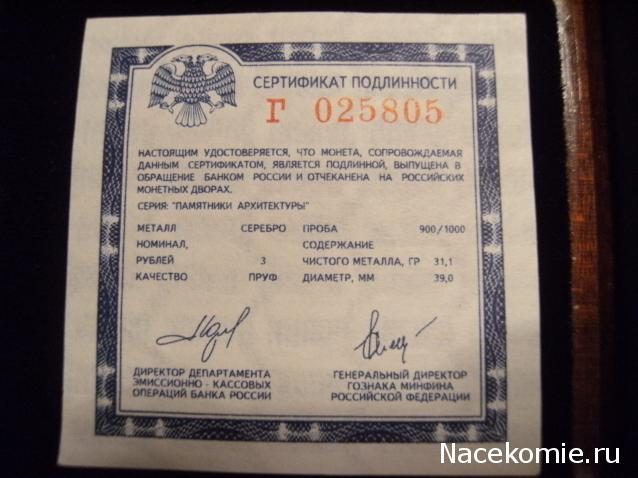 СЕРТИФИКАТ ПОДЛИННОСТИ
Г 025805
НАСТОЯЩИМ УДОСТОВЕРЯЕТСЯ, ЧТО МОНЕТА, СОПРОВОЖДАЕМАЯ
ДАННЫМ СЕРТИФИКАТОМ, ЯВЛЯЕТСЯ ПОДЛИННОЙ, ВЫПУЩЕНА В
ОБРАЩЕНИЕ БАНКОМ РОССИИ И ОТЧЕКАНЕНА НА РОССИЙСКИХ
МОНЕТНЫХ ДВОРАХ.
СЕРИЯ: "ПАМЯТНИКИ АРХИТЕКТУРЫ"
МЕТАЛЛ СЕРЕБРО ПРОБА 900/1000
НОМИНАЛ, СОДЕРЖАНИЕ
РУБЛЕЙ 3 ЧИСТОГО МЕТАЛЛА, ГР 31,1
КАЧЕСТВО ПРУФ ДИАМЕТР, ММ 39,0
ДИРЕКТОР ДЕПАРТАМЕНТА
ЭМИССИОННО - КАССОВЫХ
ОПЕРАЦИЙ БАНКА РОССИИ
ГЕНЕРАЛЬНЫЙ ДИРЕКТОР
ГОЗНАКА МИНФИНА
РОССИЙСКОЙ ФЕДЕРАЦИИ
Nacekomie.ru